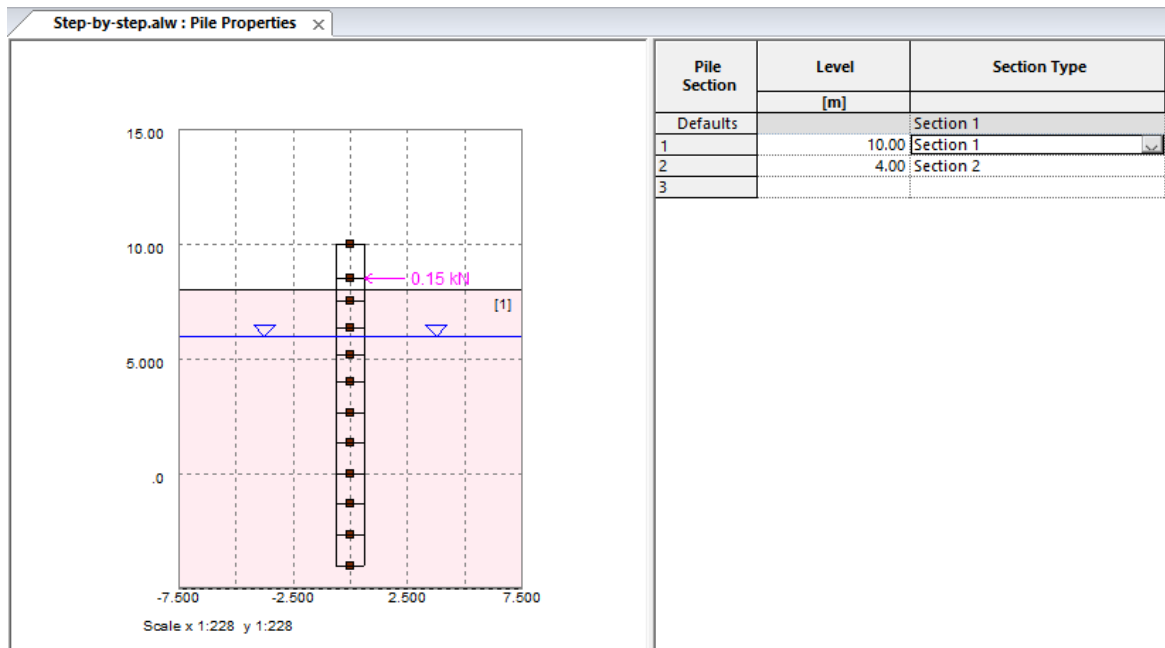 Step-by-step.alw : Pile Properties
Pile Section Level Section Type
[m]
Defaults Section 1
1 10.00 Section 1
2 4.00 Section 2
3
15.00
10.00
0.15 kN
[1]
5.000
.0
-7.500 -2.500 2.500 7.500
Scale x 1:228 y 1:228